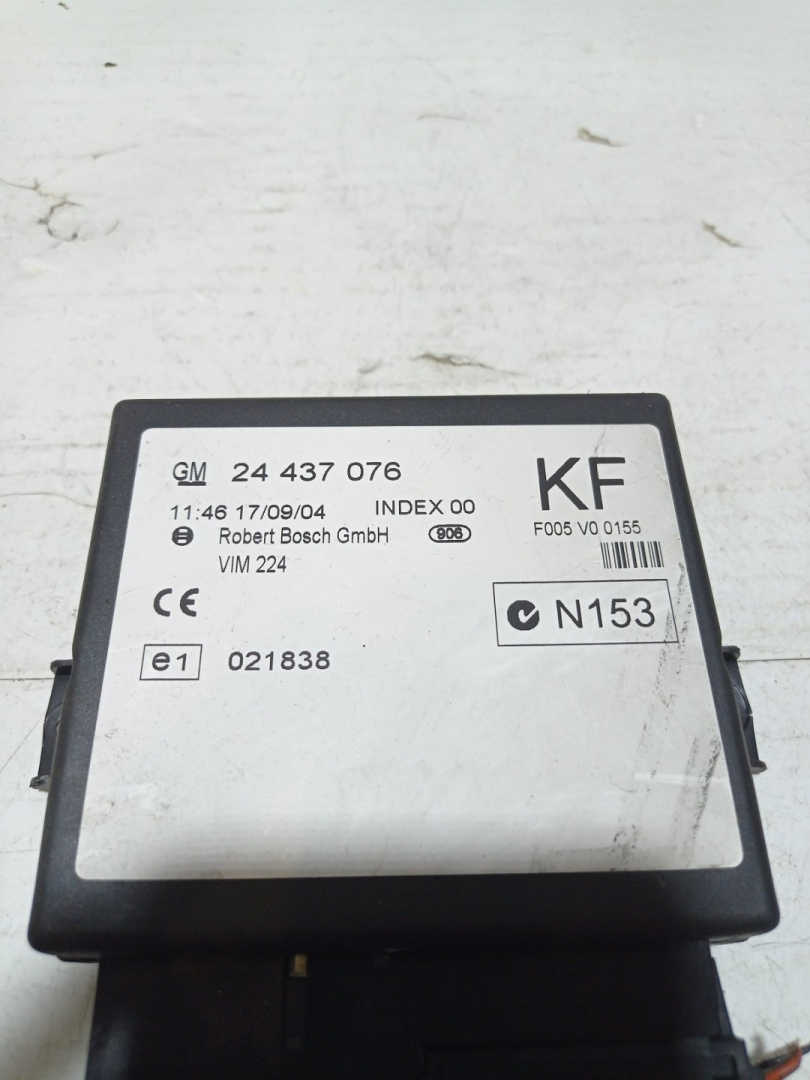 GM 24 437 076
KF
11:46 17/09/04 INDEX 00
F005 V0 0155
Robert Bosch GmbH 906
VIM 224
CE
N153
e1 021838